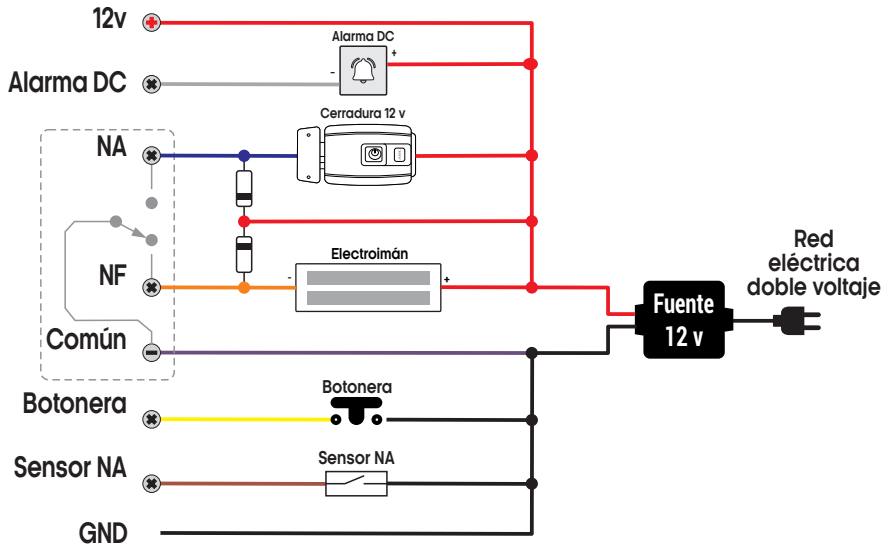 12v
Alarma DC
- +
Alarma DC
Cerradura 12 v
NA
Electroimán
- +
NF
Red
eléctrica
doble voltaje
Fuente
12 v
Común
Botonera
Botonera
Sensor NA
Sensor NA
GND